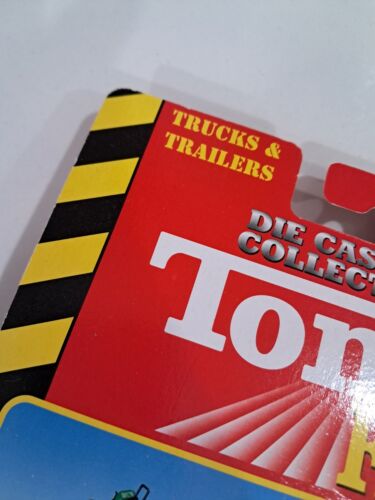 TRUCKS &
TRAILERS
DIE CAS
COLLECT
Ton